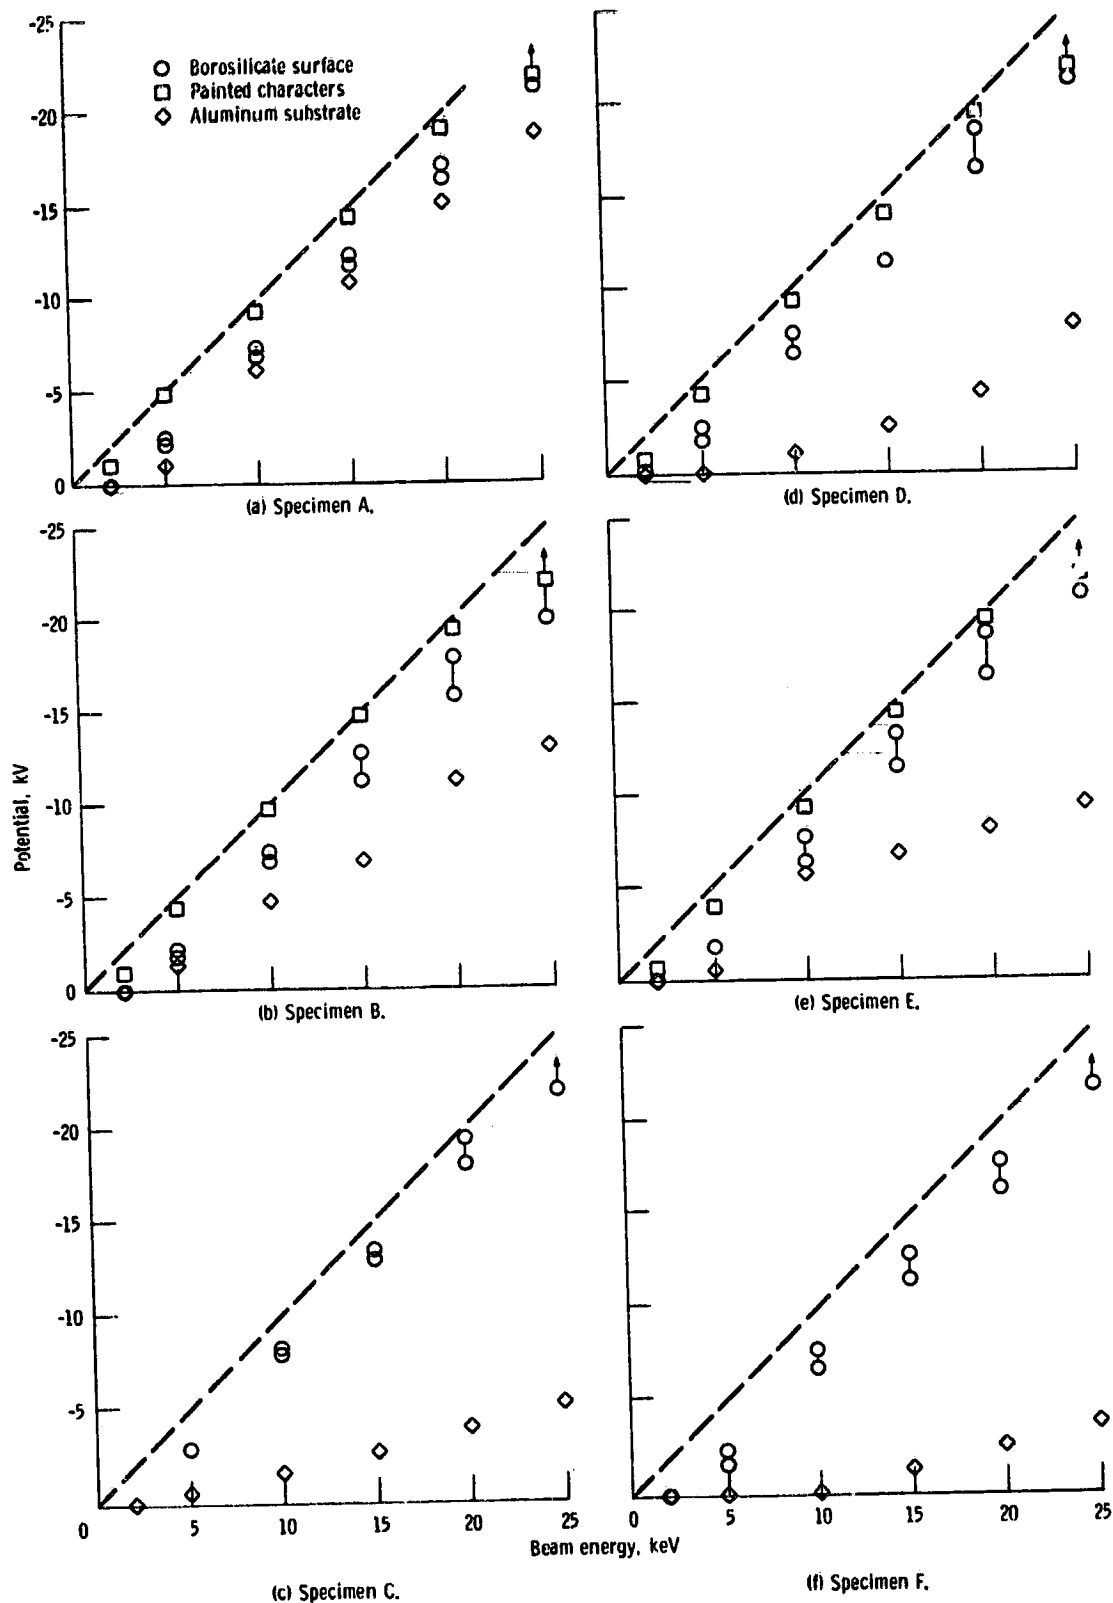 -25
-20
-15
-10
-5
0
Borosilicate surface
Painted characters
Aluminum substrate
(a) Specimen A.
(d) Specimen D.
-25
-20
-15
-10
-5
0
Potential, kV
(b) Specimen B.
(e) Specimen E.
-25
-20
-15
-10
-5
0 5 10 15 20 25
0 5 10 15 20 25
Beam energy, keV
(c) Specimen C.
(f) Specimen F.